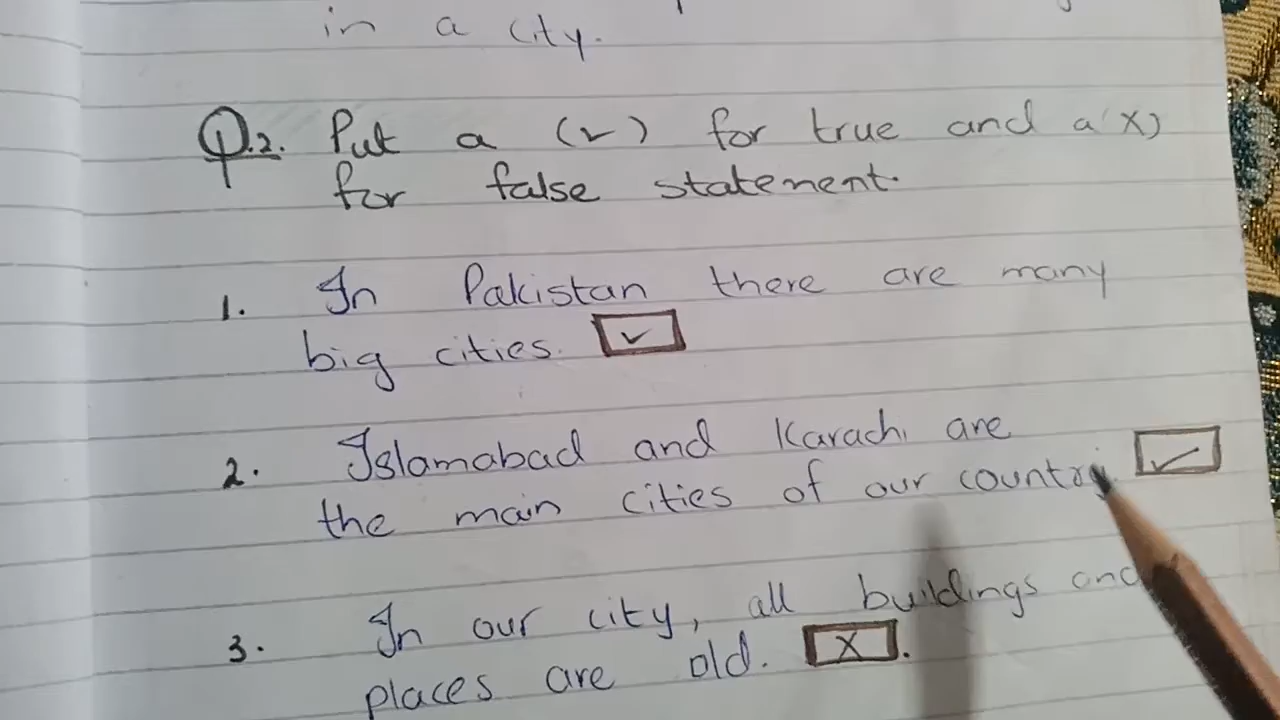 in a city.
Q.2. Put a (✓) for true and a (X)
for false statement.
1. In Pakistan there are many
big cities. ✓
2. Islamabad and Karachi are
the main cities of our country. ✓
3. In our city, all buildings and
places are old. X.